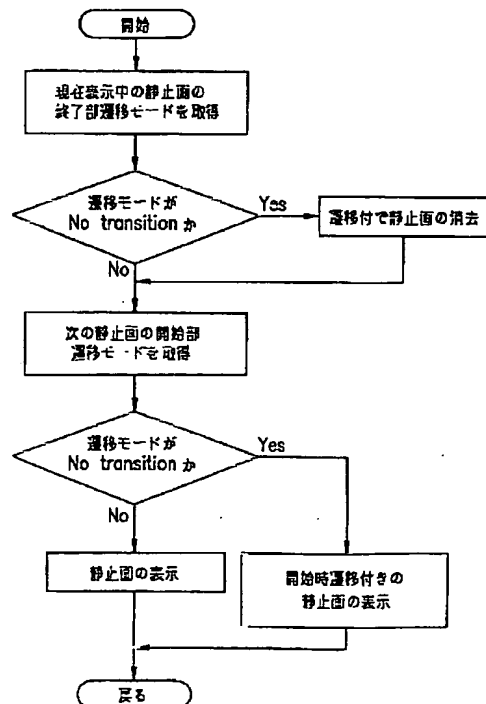 開始
現在表示中の静止画の
終了部遷移モードを取得
遷移モードが
No transition か
Yes
遷移付で静止画の消去
No
次の静止画の開始部
遷移モードを取得
遷移モードが
No transition か
Yes
No
静止画の表示
開始時遷移付きの
静止画の表示
戻る